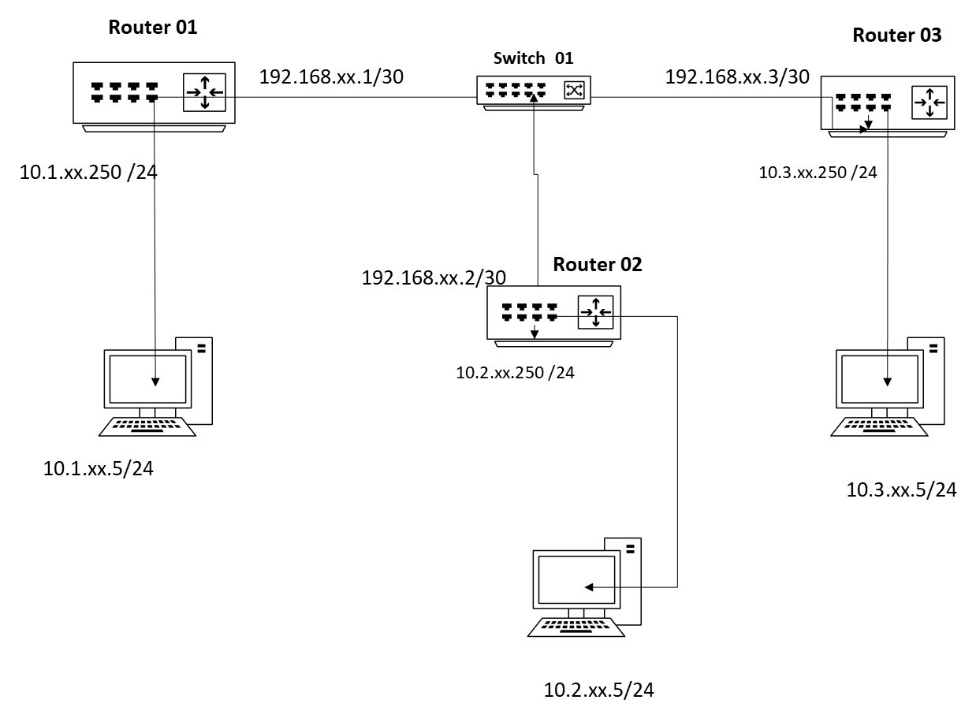 Router 01
Router 03
Switch 01
192.168.xx.1/30
192.168.xx.3/30
10.1.xx.250 /24
10.3.xx.250 /24
Router 02
192.168.xx.2/30
10.2.xx.250 /24
10.1.xx.5/24
10.3.xx.5/24
10.2.xx.5/24